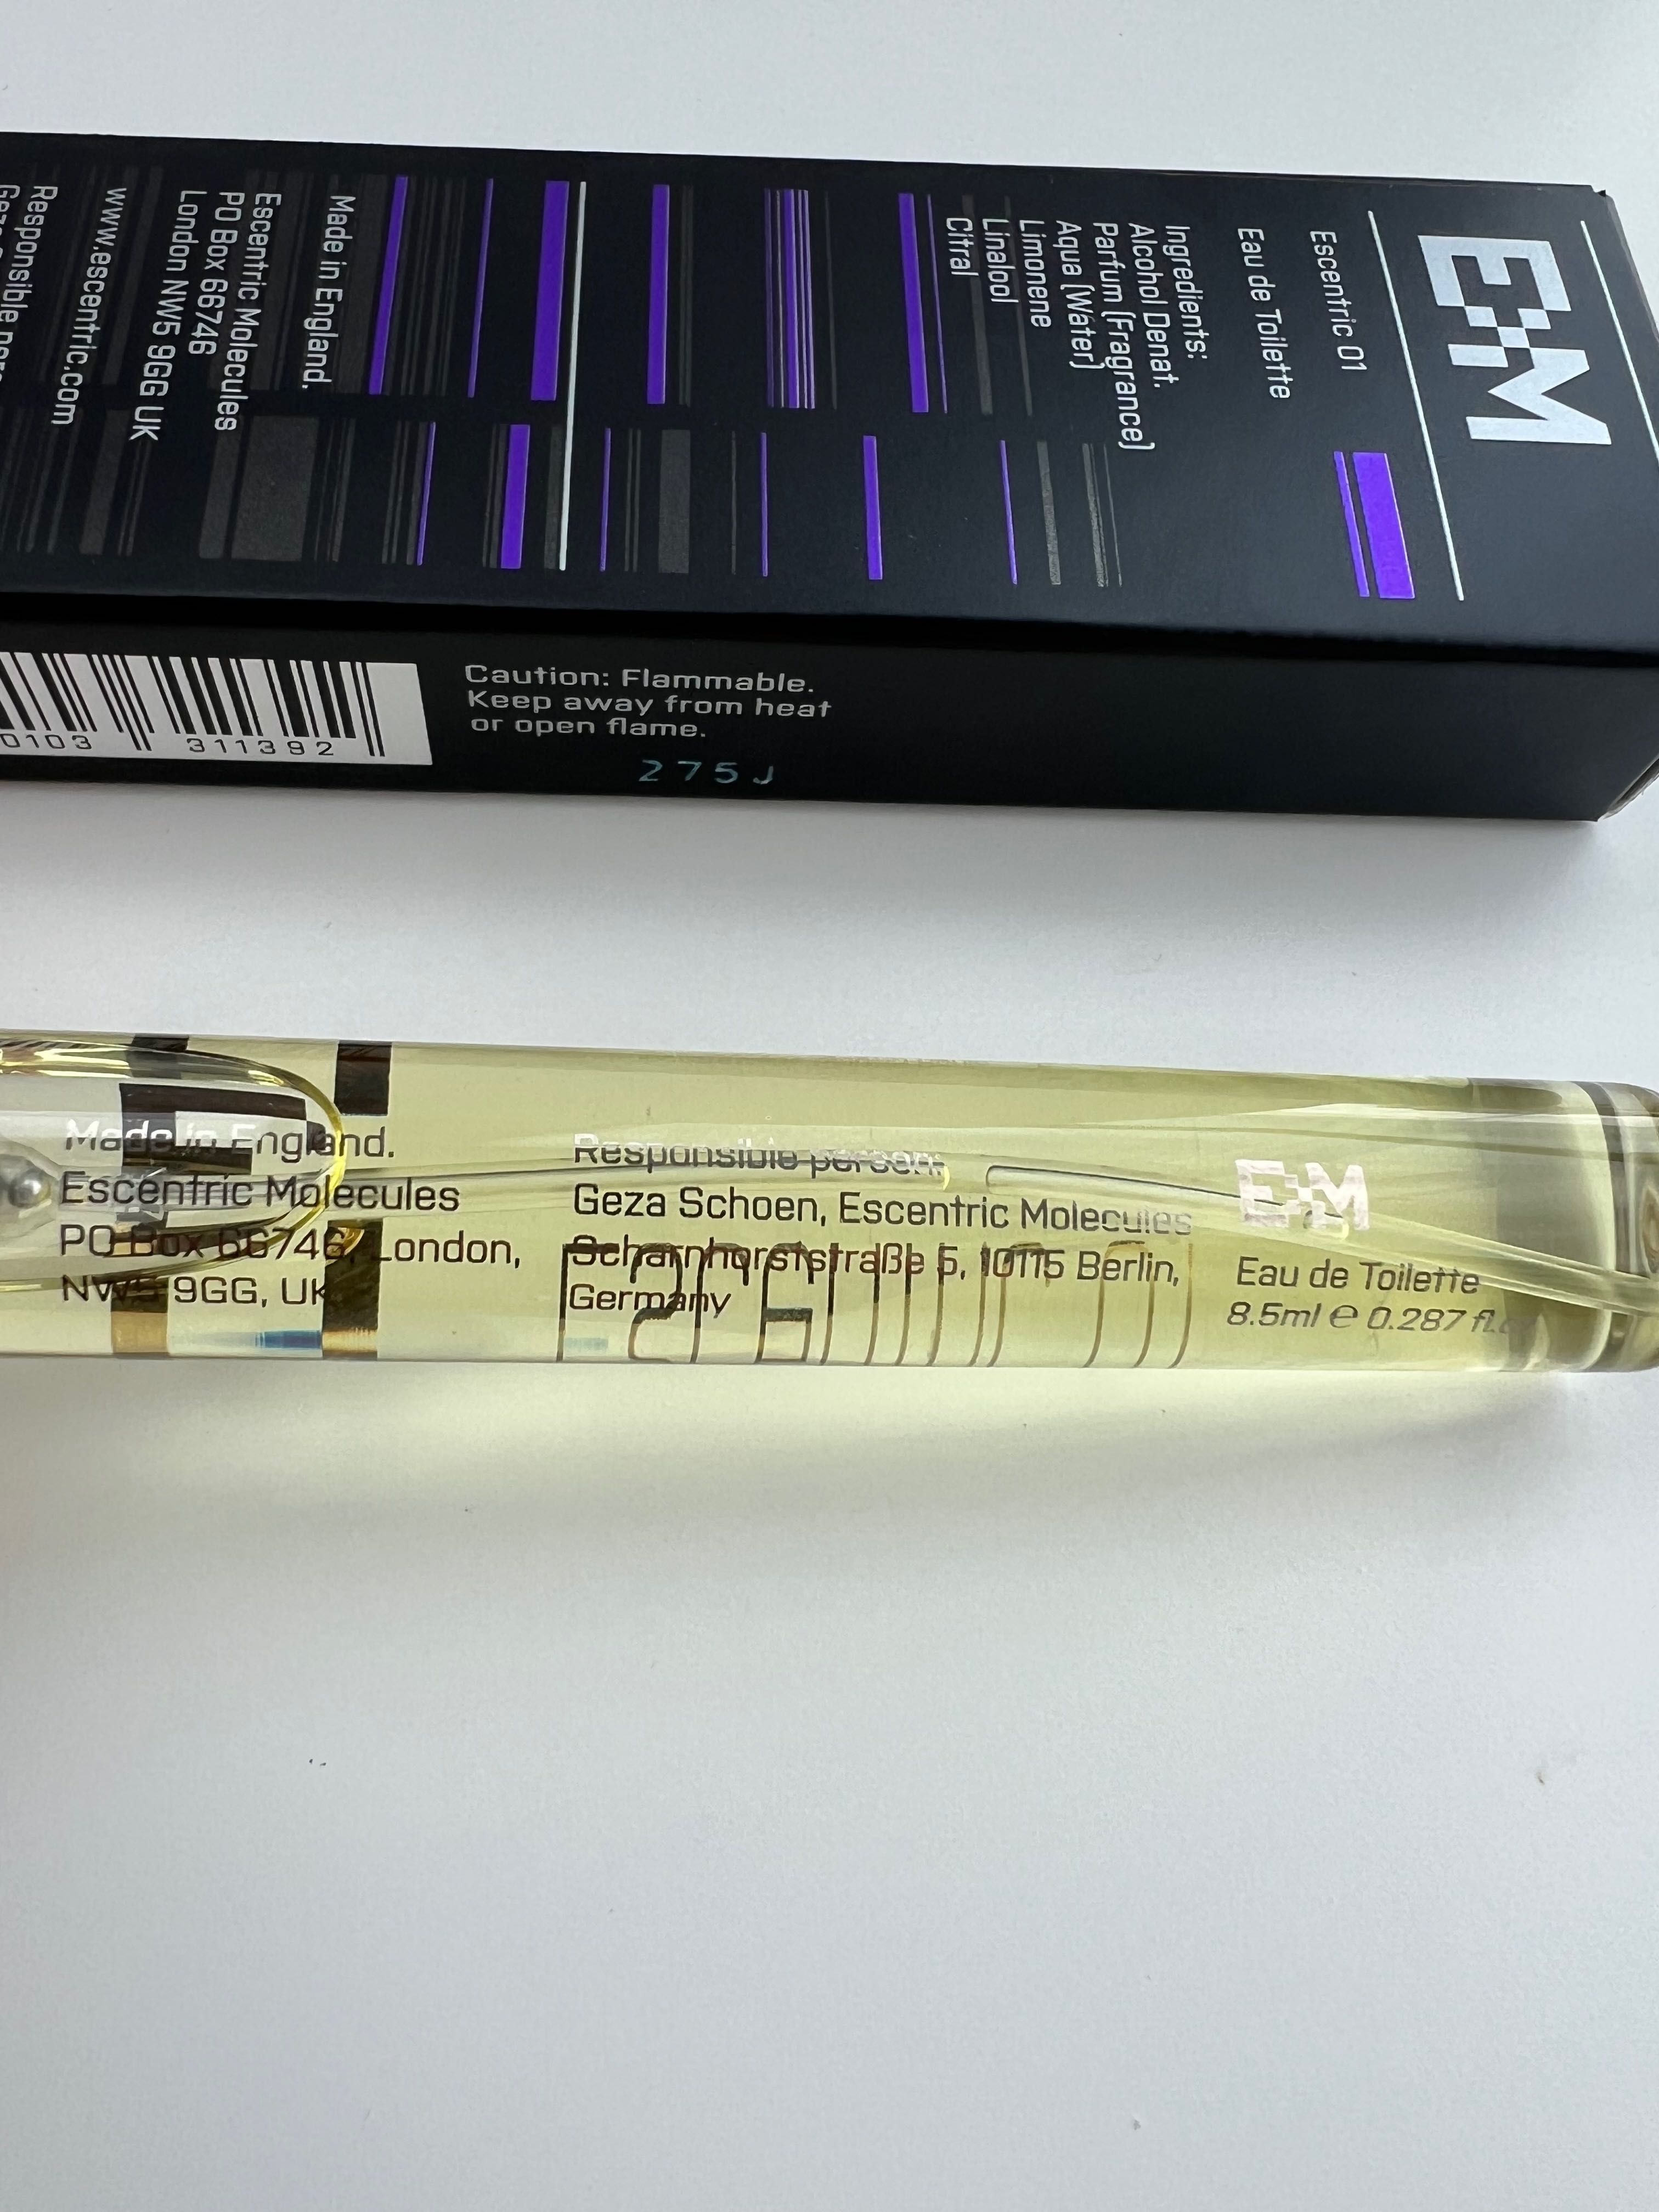 E:M
Escentric 01
Eau de Toilette
Ingredients:
Alcohol Denat.
Parfum (Fragrance)
Aqua (Water)
Limonene
Linalool
Citral
Made in England.
Escentric Molecules
PO Box 66746
London NW5 9GG UK
www.escentric.com
Responsible
Caution: Flammable.
Keep away from heat
or open flame.
275J
0103 311392
Made in England.
Escentric Molecules
PO Box 66746, London,
NW5 9GG, UK
Responsible person:
Geza Schoen, Escentric Molecules
Scharnhorststraße 5, 10115 Berlin,
Germany
E:M
Eau de Toilette
8.5ml ℮ 0.287 fl.